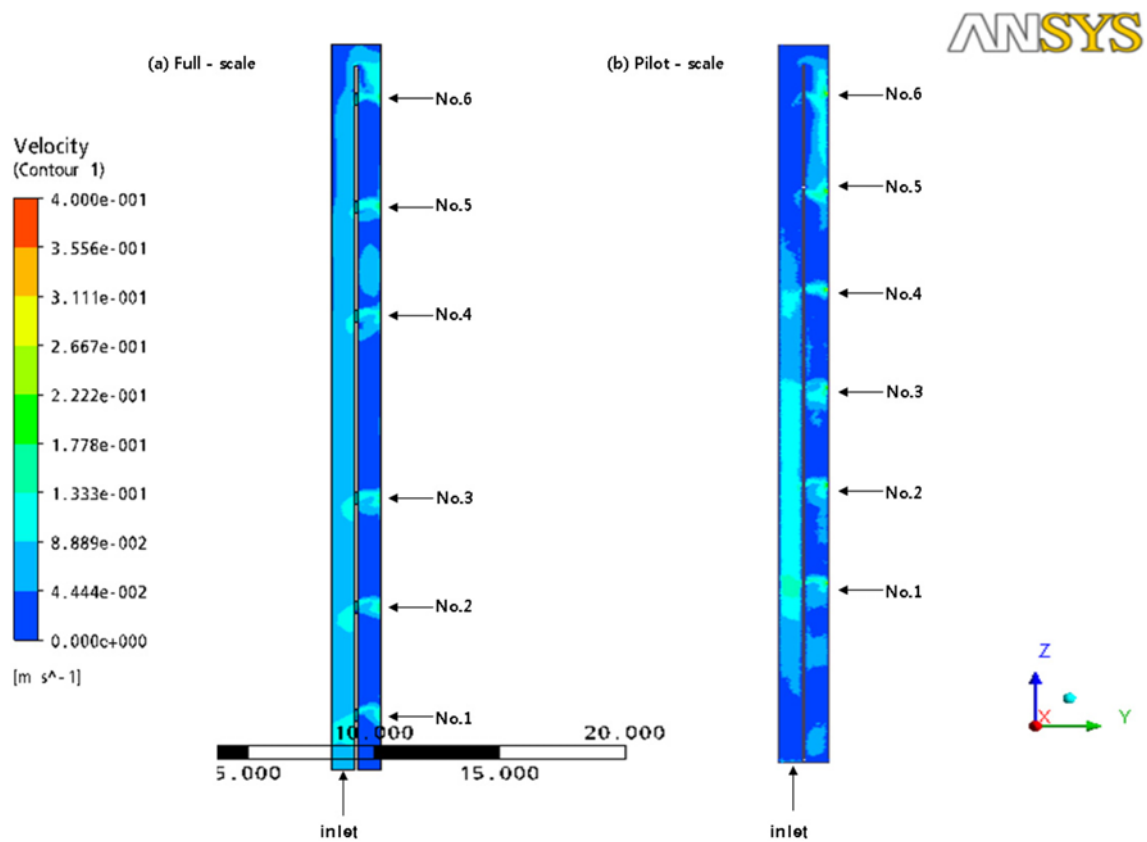 ANSYS
(a) Full - scale
(b) Pilot - scale
Velocity
(Contour 1)
4.000e-001
3.556e-001
3.111e-001
2.667e-001
2.222e-001
1.778e-001
1.333e-001
8.889e-002
4.444e-002
0.000c+000
[m s^-1]
No.6
No.5
No.4
No.3
No.2
No.1
10.000
20.000
5.000
15.000
inlet
No.6
No.5
No.4
No.3
No.2
No.1
inlet
Z
X
Y